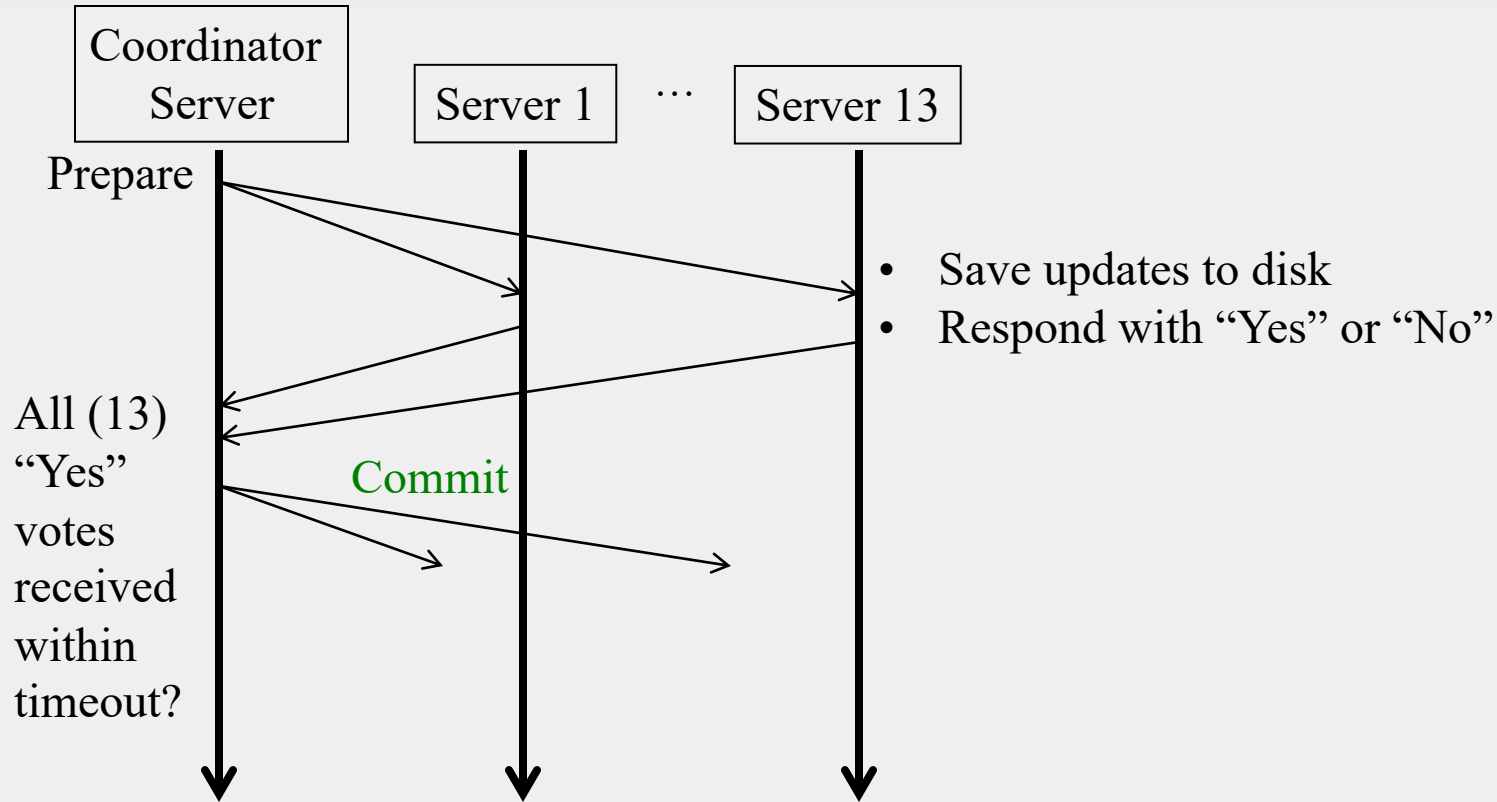 Coordinator
Server
Server 1
…
Server 13
Prepare
• Save updates to disk
• Respond with “Yes” or “No”
All (13)
“Yes”
votes
received
within
timeout?
Commit